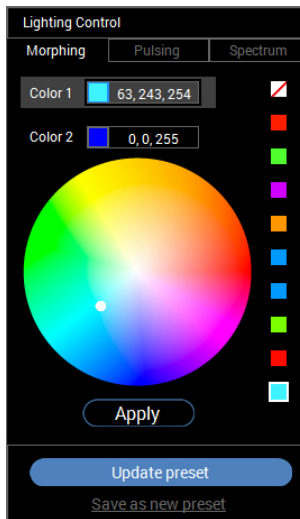 Lighting Control
Morphing Pulsing Spectrum
Color 1 63, 243, 254
Color 2 0, 0, 255
Apply
Update preset
Save as new preset